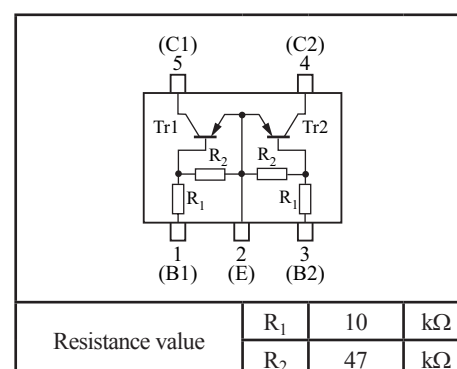 (C1) (C2)
5 4
Tr1 Tr2
R2 R2
R1 R1
1 2 3
(B1) (E) (B2)
Resistance value R1 10 kΩ
R2 47 kΩ